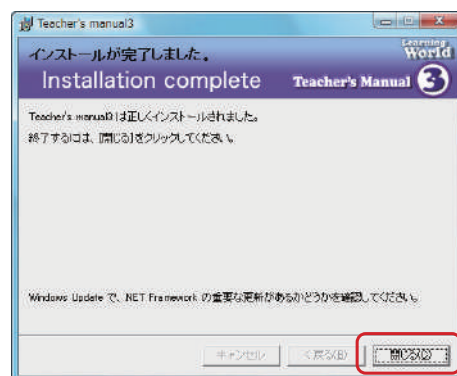 Teacher's manual3
インストールが完了しました。
Learning
World
Installation complete
Teacher's Manual 3
Teacher's manual3 は正しくインストールされました。
終了するには、[閉じる]をクリックしてください。
Windows Update で、.NET Framework の重要な更新があるかどうかを確認してください。
キャンセル
< 戻る(B)
閉じる(C)